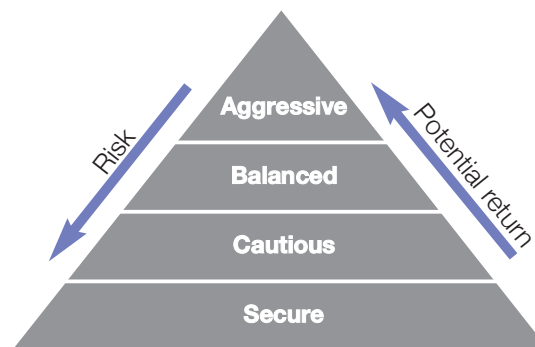 Aggressive
Risk
Potential return
Balanced
Cautious
Secure